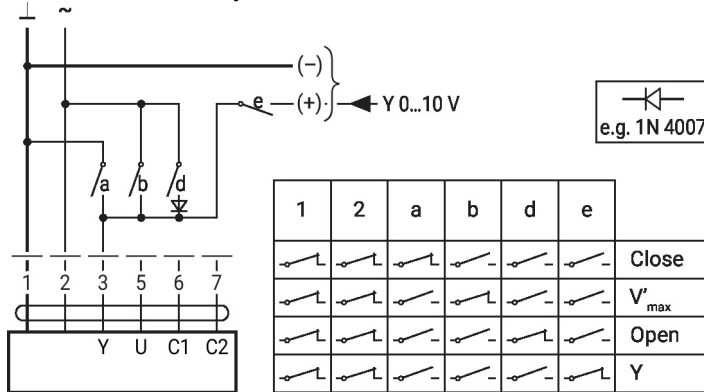 ⊥ ~
(–)
e (+) Y 0...10 V
e.g. 1N 4007
a b d
1 2 a b d e
Close
V'max
Open
Y
1 2 3 5 6 7
Y U C1 C2